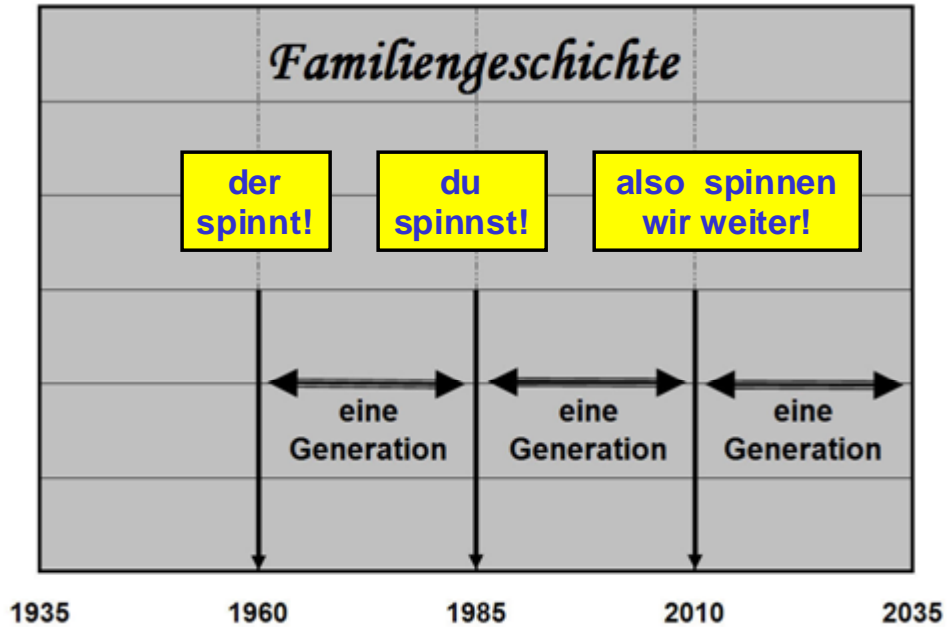 Familiengeschichte
der
spinnt!
du
spinnst!
also spinnen
wir weiter!
eine
Generation
eine
Generation
eine
Generation
1935
1960
1985
2010
2035